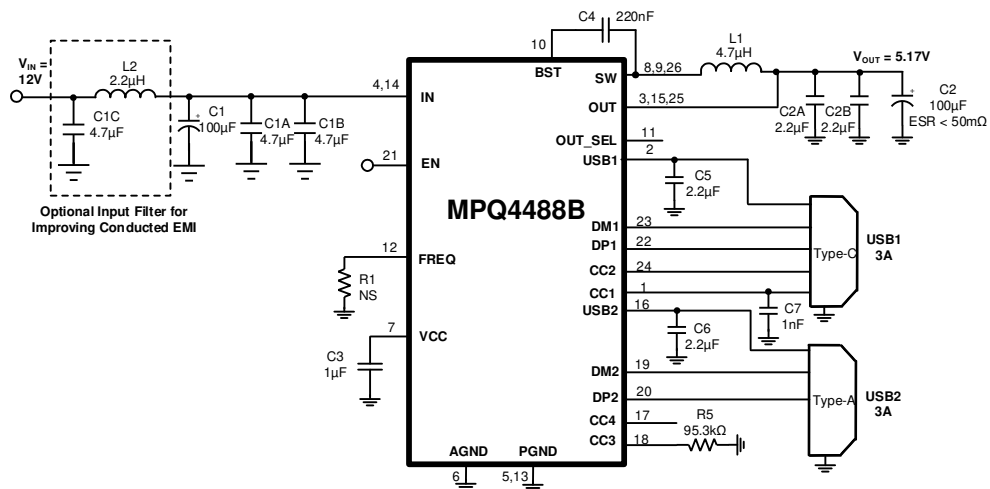 V_IN =
12V
L2
2.2µH
C1C
4.7µF
C1
100µF
C1A
4.7µF
C1B
4.7µF
Optional Input Filter for
Improving Conducted EMI
4,14
IN
21
EN
12
FREQ
R1
NS
7
VCC
C3
1µF
MPQ4488B
AGND
6
PGND
5,13
10
BST
C4
220nF
SW
8,9,26
L1
4.7µH
V_OUT = 5.17V
OUT
3,15,25
C2A
2.2µF
C2B
2.2µF
C2
100µF
ESR < 50mΩ
OUT_SEL
11
USB1
2
C5
2.2µF
DM1
23
DP1
22
CC2
24
CC1
1
C7
1nF
Type-C
USB1
3A
USB2
16
C6
2.2µF
DM2
19
DP2
20
CC4
17
CC3
18
R5
95.3kΩ
Type-A
USB2
3A